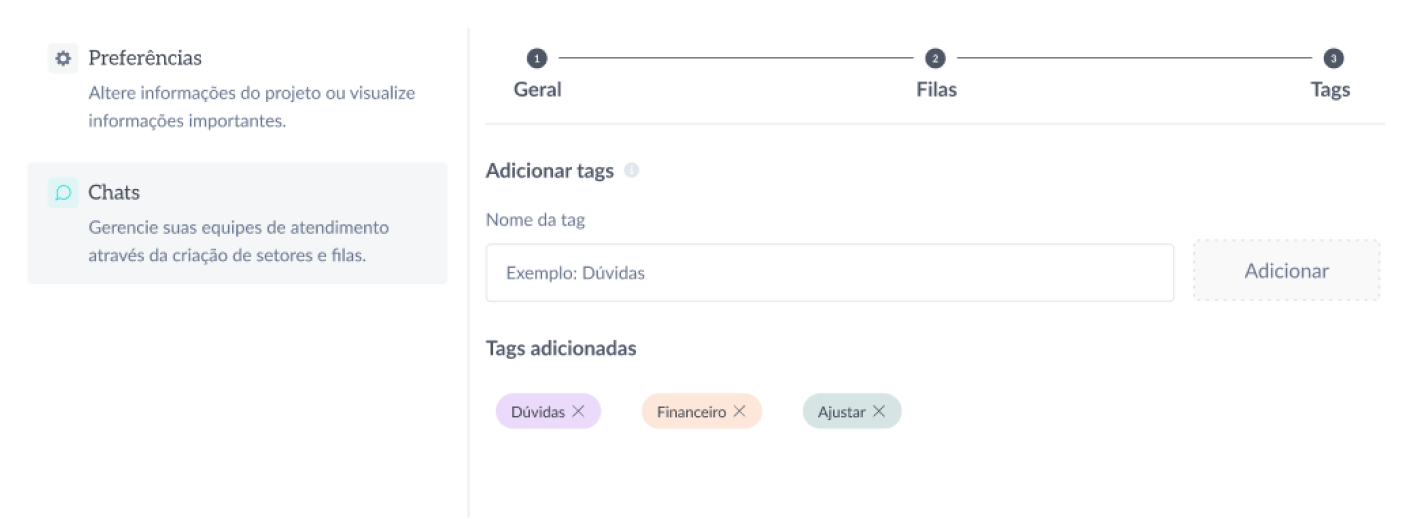 Preferências
Altere informações do projeto ou visualize
informações importantes.
Chats
Gerencie suas equipes de atendimento
através da criação de setores e filas.
1 2 3
Geral Filas Tags
Adicionar tags
Nome da tag
Exemplo: Dúvidas
Adicionar
Tags adicionadas
Dúvidas Financeiro Ajustar